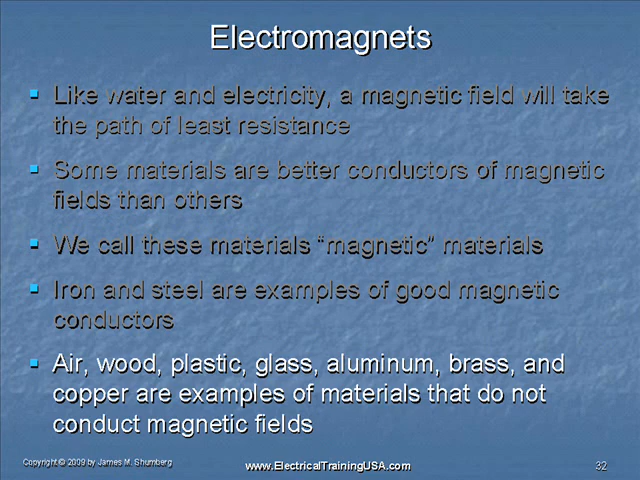 Electromagnets
Like water and electricity, a magnetic field will take
the path of least resistance
Some materials are better conductors of magnetic
fields than others
We call these materials “magnetic” materials
Iron and steel are examples of good magnetic
conductors
Air, wood, plastic, glass, aluminum, brass, and
copper are examples of materials that do not
conduct magnetic fields
Copyright © 2009 by James M. Shumberg
www.ElectricalTrainingUSA.com
32